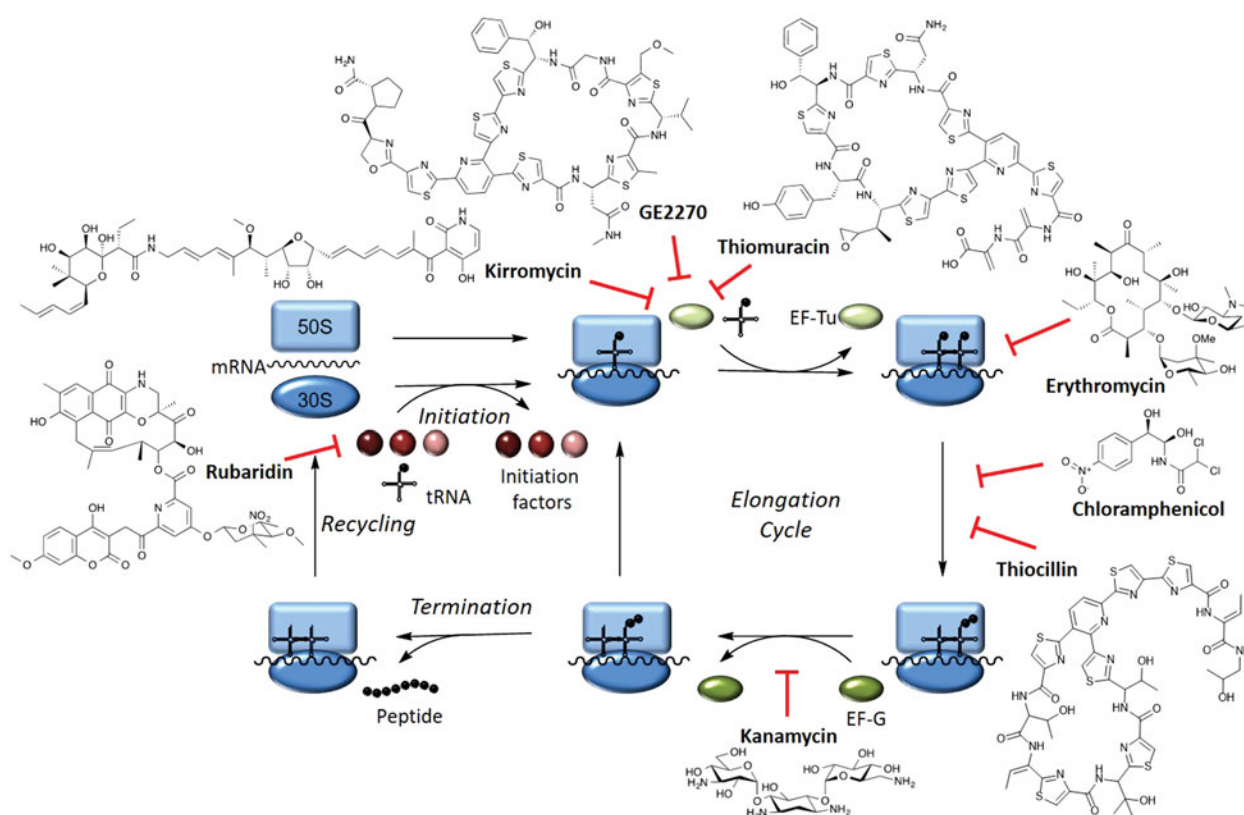 GE2270
Thiomuracin
Kirromycin
50S
mRNA
30S
EF-Tu
Erythromycin
Initiation
Rubaridin
tRNA
Initiation
factors
Recycling
Elongation
Cycle
Chloramphenicol
Thiocillin
Termination
Peptide
EF-G
Kanamycin